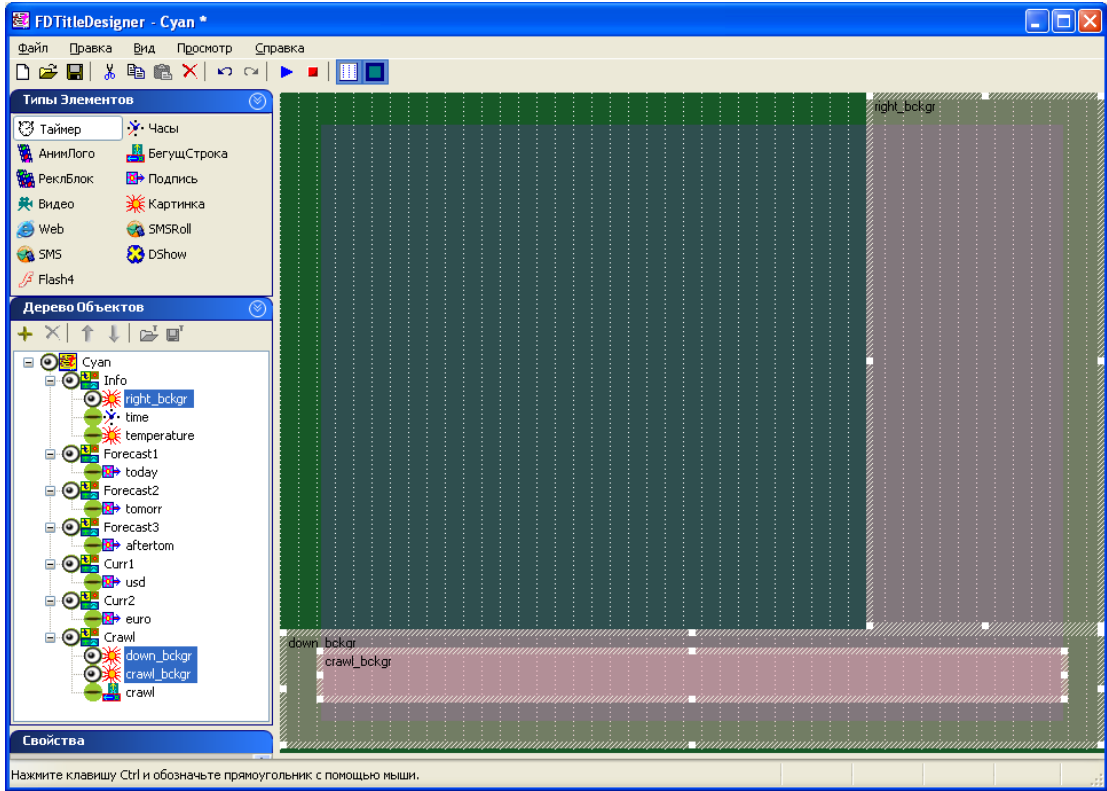 FDTitleDesigner - Cyan *
Файл Правка Вид Просмотр Справка
Типы Элементов
Таймер Часы
АнимЛого БегущСтрока
РеклБлок Подпись
Видео Картинка
Web SMSRoll
SMS DShow
Flash4
Дерево Объектов
Cyan
Info
right_bckgr
time
temperature
Forecast1
today
Forecast2
tomorr
Forecast3
aftertom
Curr1
usd
Curr2
euro
Crawl
down_bckgr
crawl_bckgr
crawl
Свойства
right_bckgr
down_bckgr
crawl_bckgr
Нажмите клавишу Ctrl и обозначьте прямоугольник с помощью мыши.